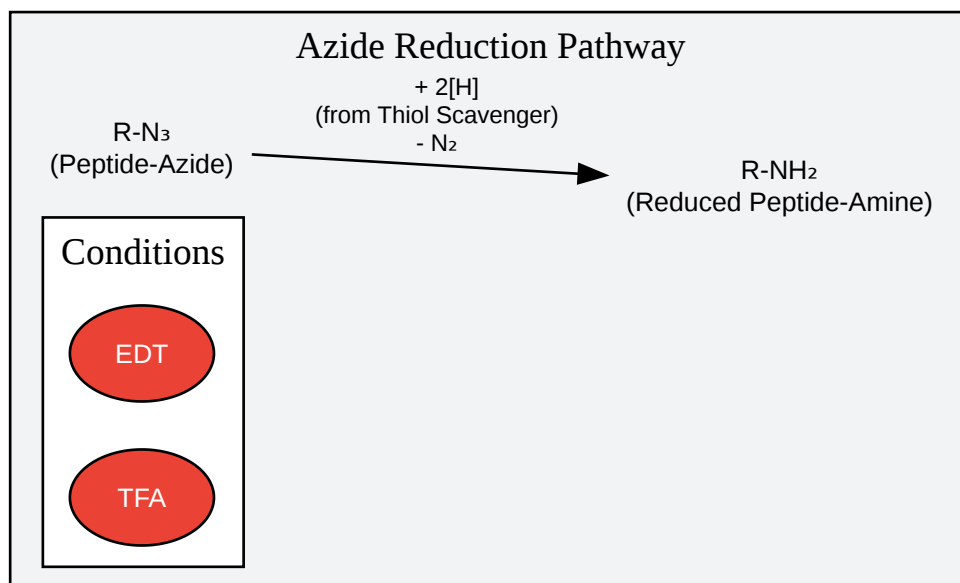 Azide Reduction Pathway
+ 2[H]
(from Thiol Scavenger)
- N₂
R-N₃
(Peptide-Azide)
R-NH₂
(Reduced Peptide-Amine)
Conditions
EDT
TFA